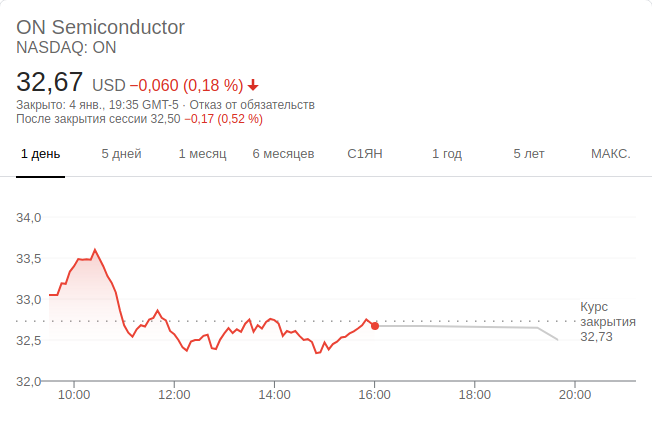 ON Semiconductor
NASDAQ: ON
32,67 USD −0,060 (0,18 %)
Закрыто: 4 янв., 19:35 GMT-5 · Отказ от обязательств
После закрытия сессии 32,50 −0,17 (0,52 %)
1 день 5 дней 1 месяц 6 месяцев С1ЯН 1 год 5 лет МАКС.
34,0
33,5
33,0
Курс
закрытия
32,73
32,5
32,0
10:00 12:00 14:00 16:00 18:00 20:00